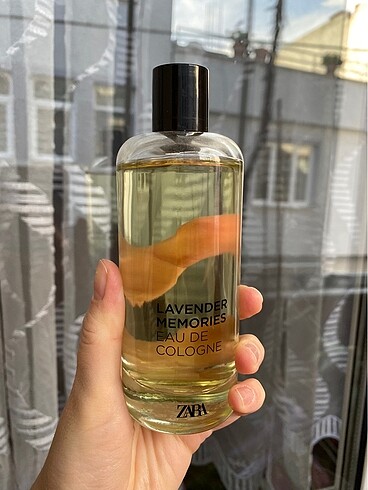 LAVENDER
MEMORIES
EAU DE
COLOGNE
ZARA